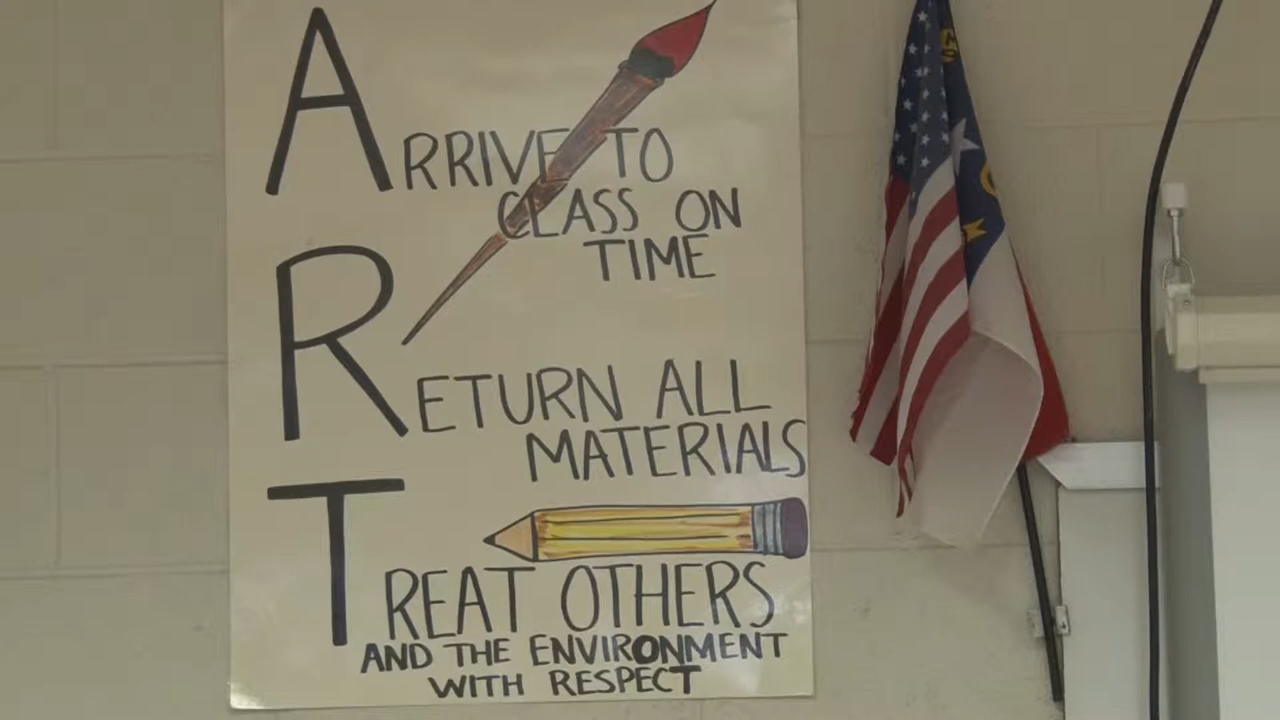 ARRIVE TO
CLASS ON
TIME
RETURN ALL
MATERIALS
TREAT OTHERS
AND THE ENVIRONMENT
WITH RESPECT